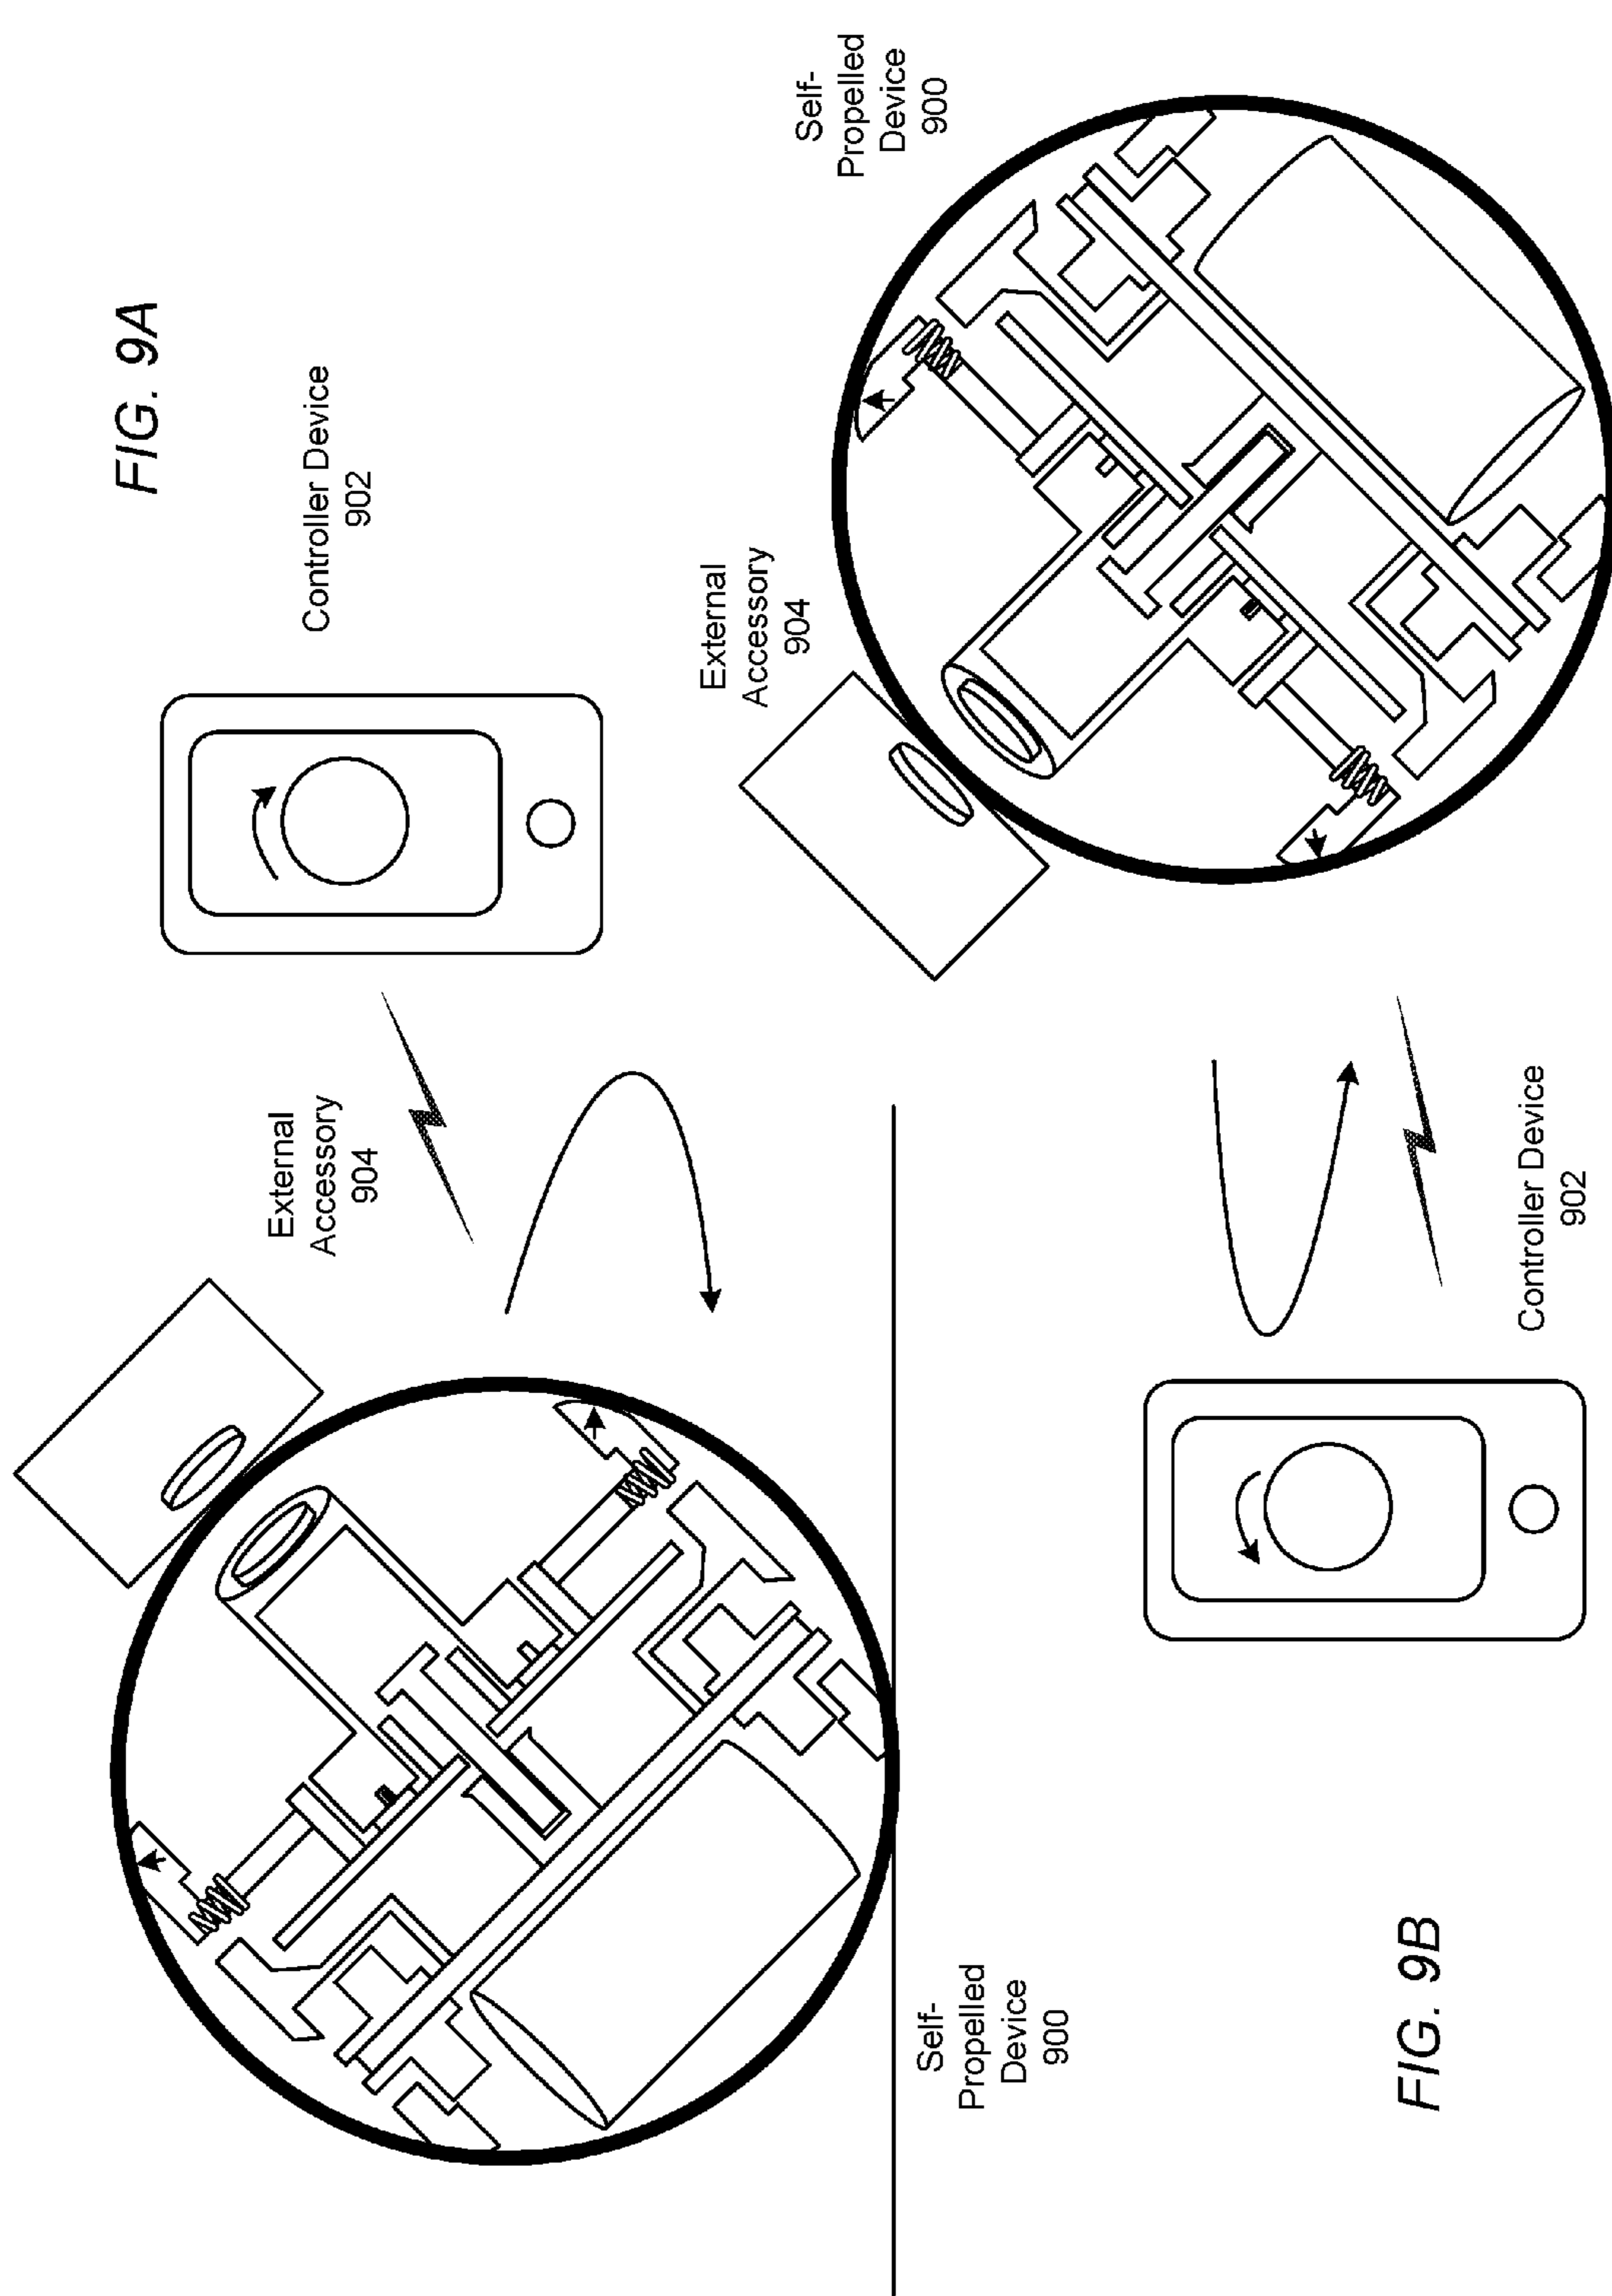 FIG. 9A
External
Accessory
904
Controller Device
902
Self-
Propelled
Device
900
External
Accessory
904
Self-
Propelled
Device
900
FIG. 9B
Controller Device
902